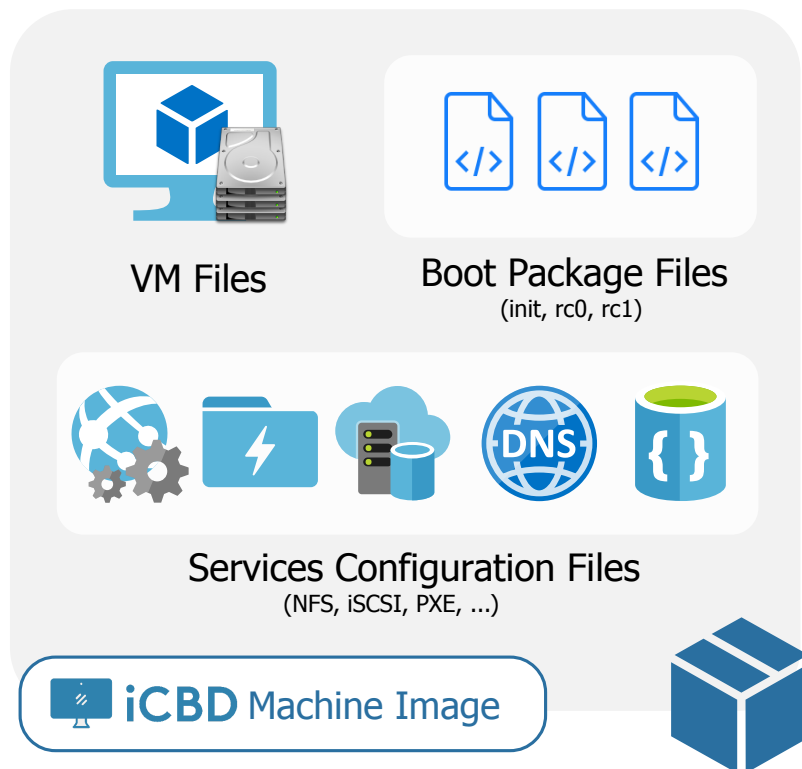 VM Files
</>
</>
</>
Boot Package Files
(init, rc0, rc1)
DNS
{ }
Services Configuration Files
(NFS, iSCSI, PXE, ...)
iCBD Machine Image